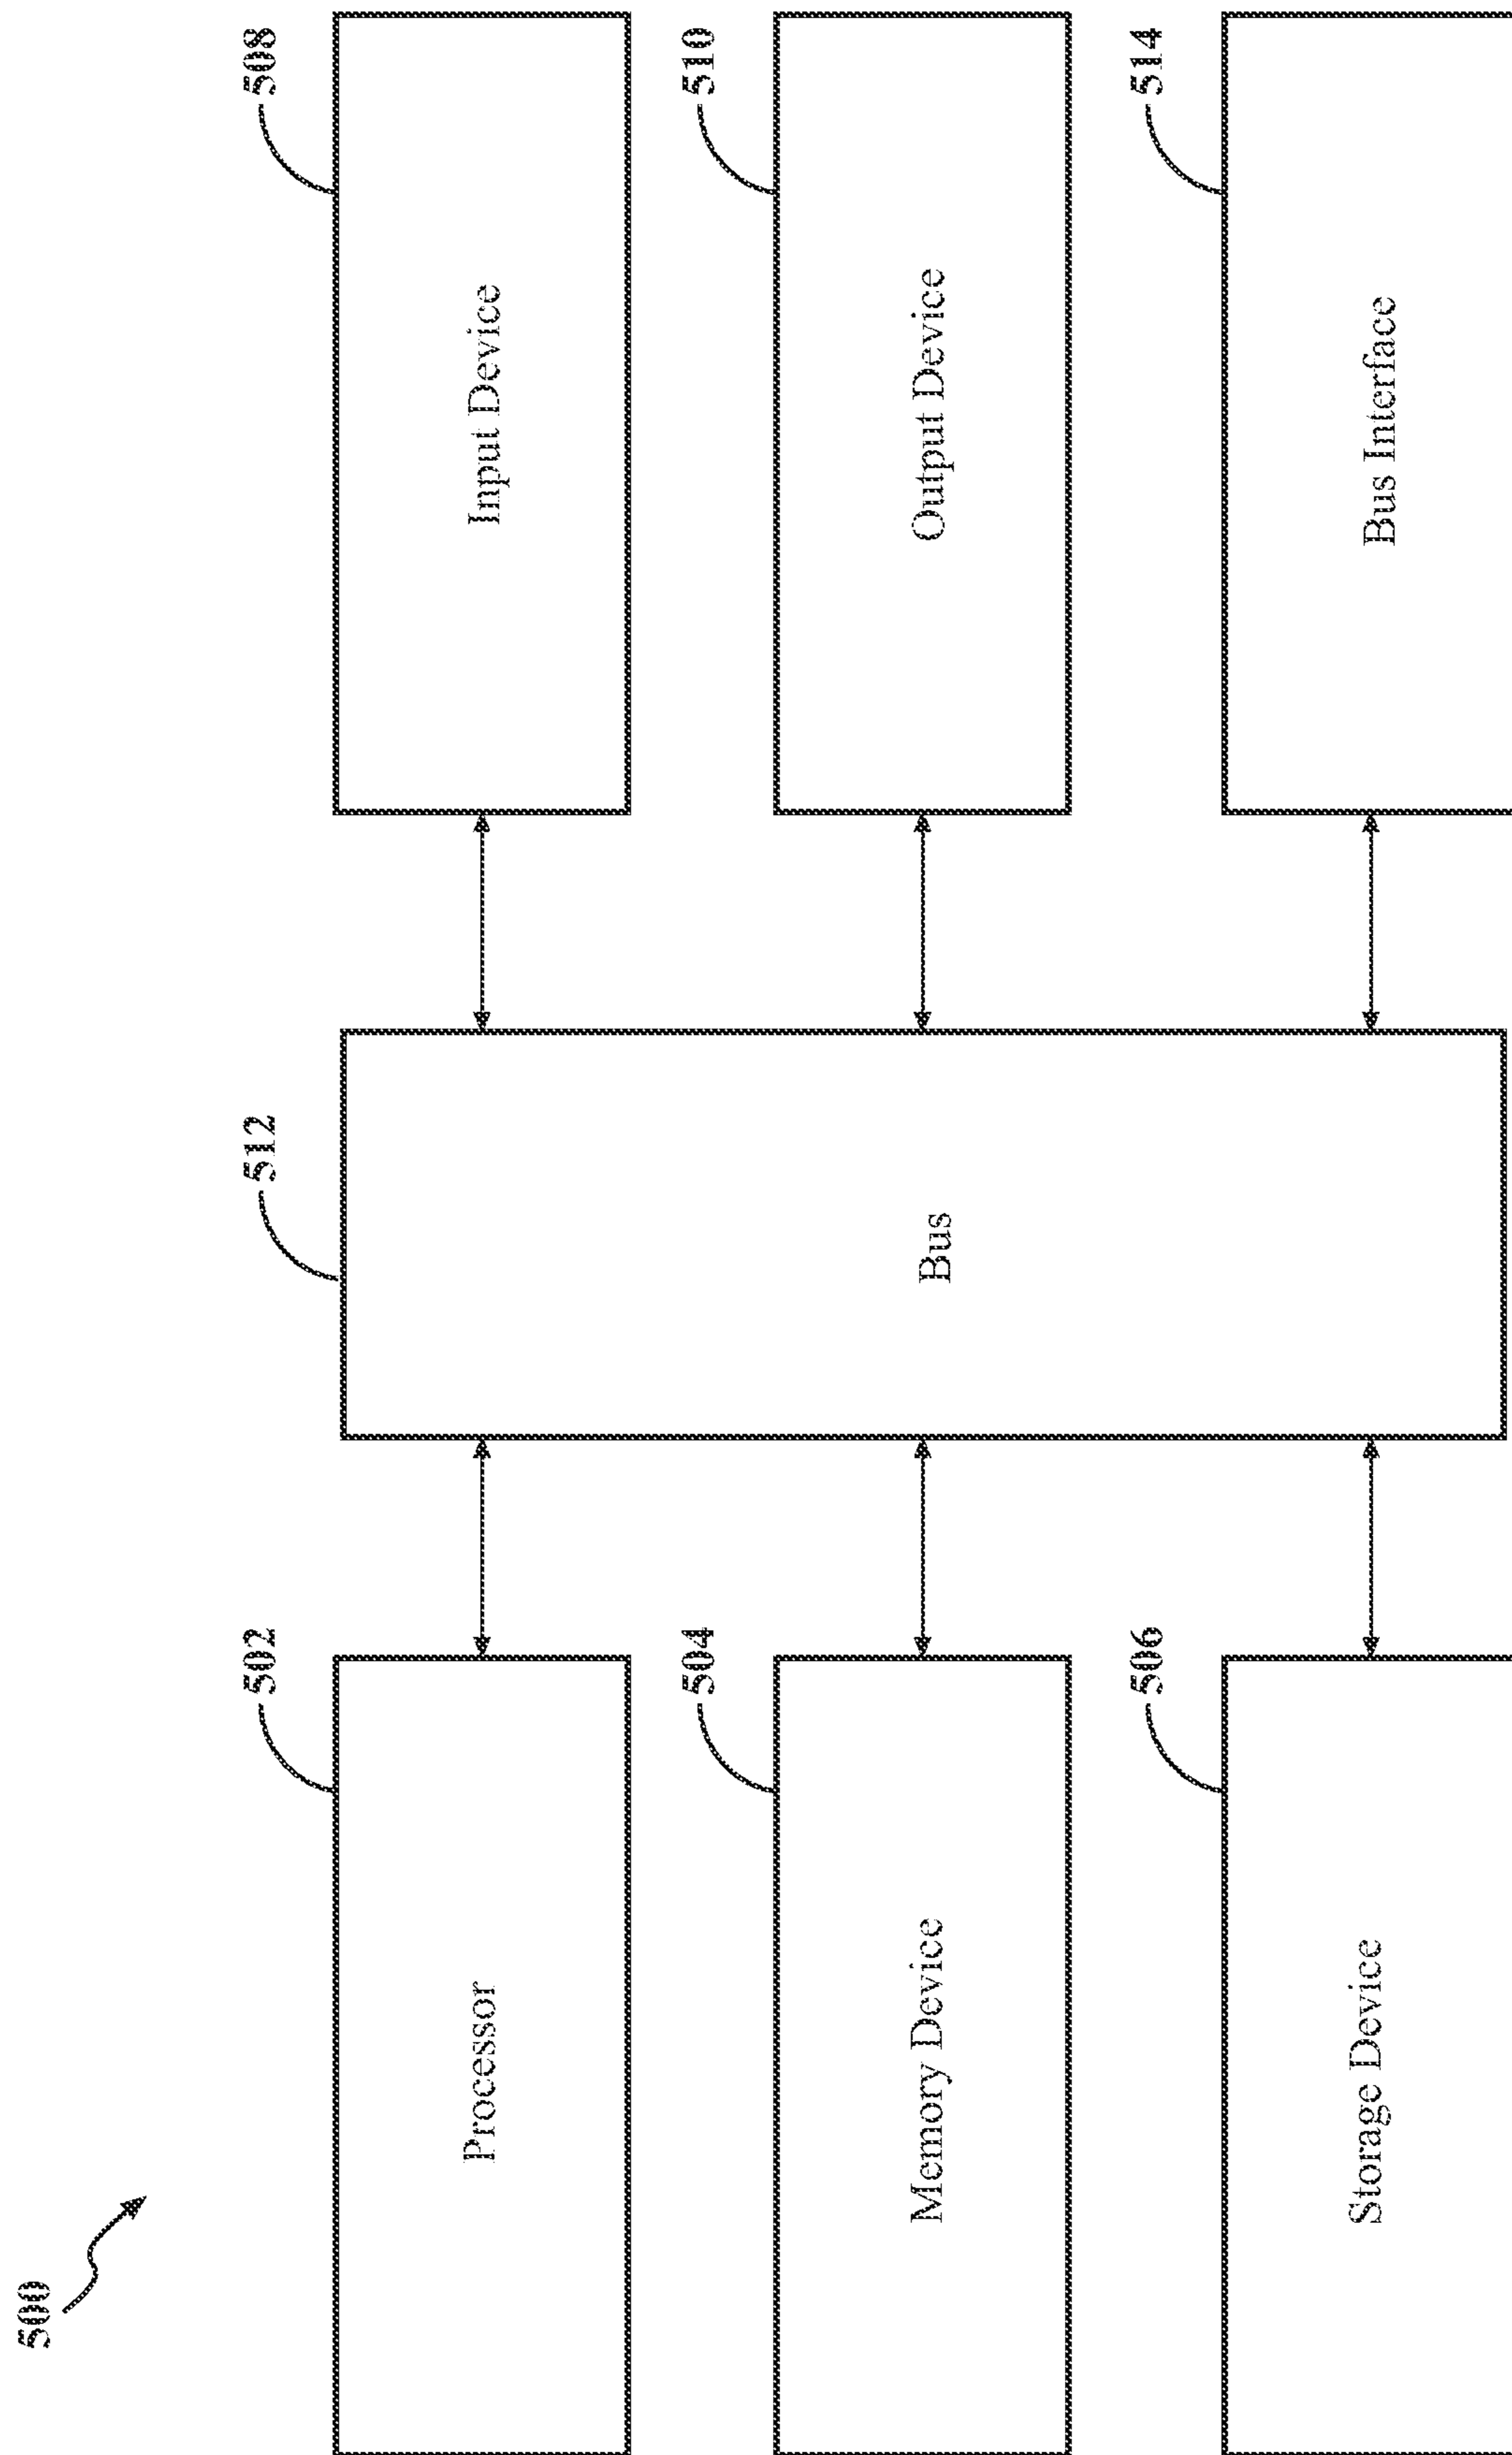 500
502
Processor
504
Memory Device
506
Storage Device
512
Bus
508
Input Device
510
Output Device
514
Bus Interface